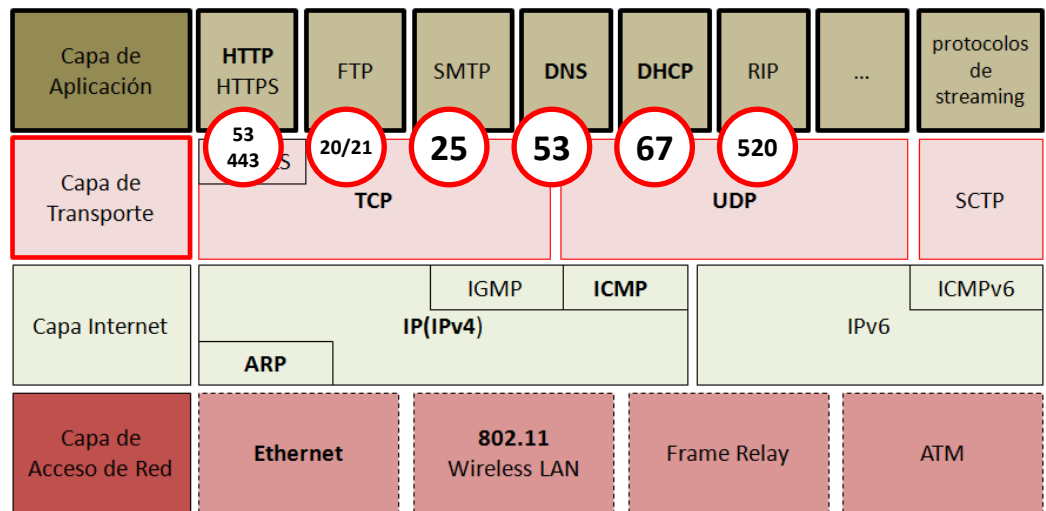 Capa de
Aplicación
HTTP
HTTPS
FTP
SMTP
DNS
DHCP
RIP
...
protocolos
de
streaming
53
443
20/21
25
53
67
520
Capa de
Transporte
S
TCP
UDP
SCTP
Capa Internet
IGMP
ICMP
IP(IPv4)
ARP
ICMPv6
IPv6
Capa de
Acceso de Red
Ethernet
802.11
Wireless LAN
Frame Relay
ATM